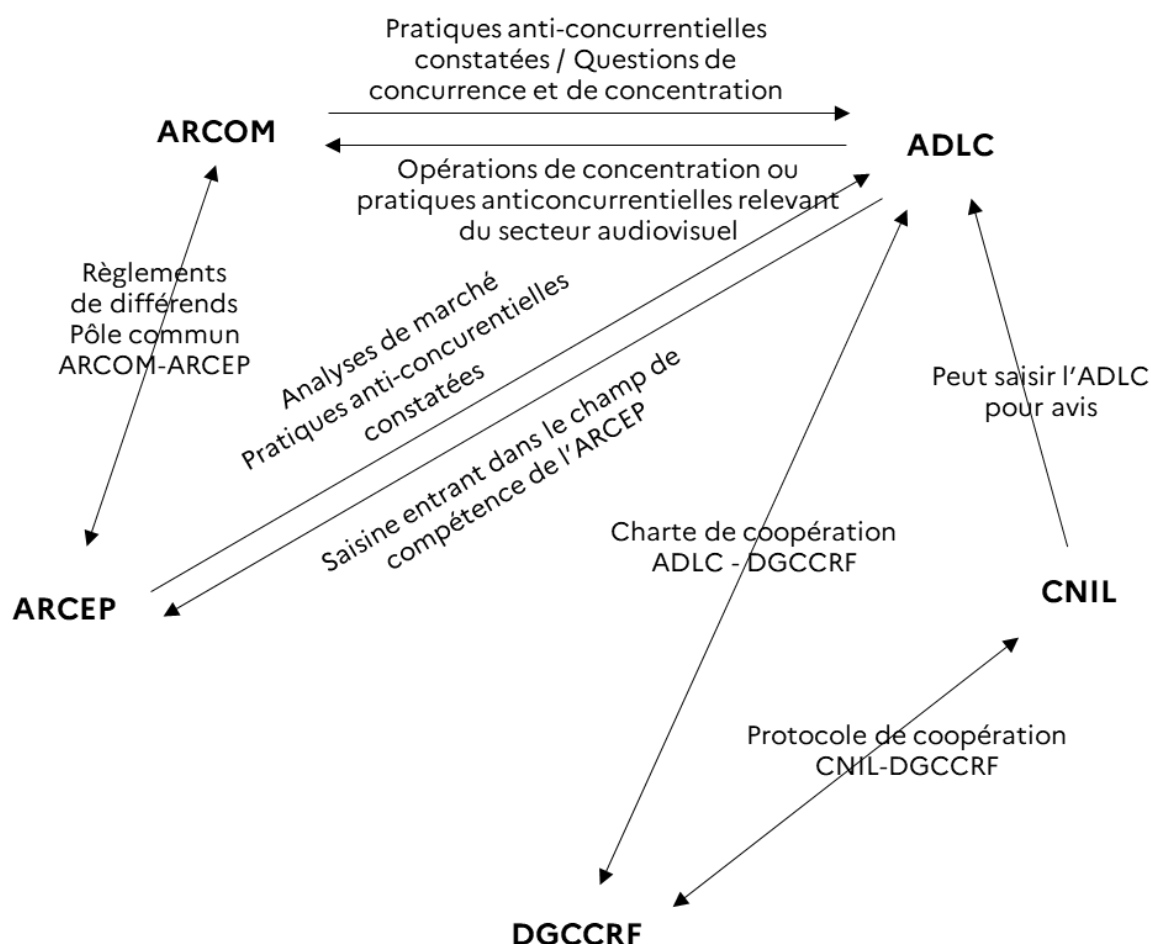 Pratiques anti-concurrentielles
constatées / Questions de
concurrence et de concentration
ARCOM
ADLC
Opérations de concentration ou
pratiques anticoncurrentielles relevant
du secteur audiovisuel
Règlements
de différends
Pôle commun
ARCOM-ARCEP
Analyses de marché
Pratiques anti-concurentielles
constatées
Saisine entrant dans le champ de
compétence de l'ARCEP
Peut saisir l'ADLC
pour avis
Charte de coopération
ADLC - DGCCRF
ARCEP
CNIL
Protocole de coopération
CNIL-DGCCRF
DGCCRF